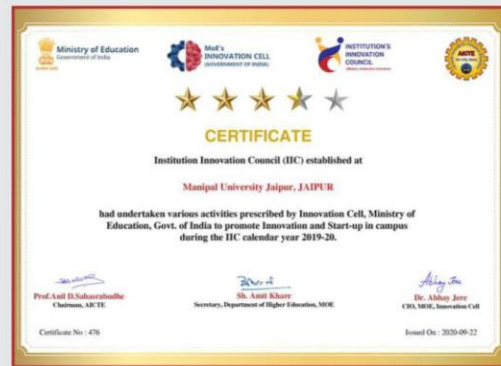 Ministry of Education
Government of India
MoE's
INNOVATION CELL
(GOVERNMENT OF INDIA)
INSTITUTION'S
INNOVATION
COUNCIL
AICTE
CERTIFICATE
Institution Innovation Council (IIC) established at
Manipal University Jaipur, JAIPUR
had undertaken various activities prescribed by Innovation Cell, Ministry of
Education, Govt. of India to promote Innovation and Start-up in campus
during the IIC calendar year 2019-20.
Prof.Anil D.Sahasrabudhe
Chairman, AICTE
Sh. Amit Khare
Secretary, Department of Higher Education, MOE
Dr. Abhay Jere
CIO, MOE, Innovation Cell
Certificate No : 476
Issued On : 2020-09-22